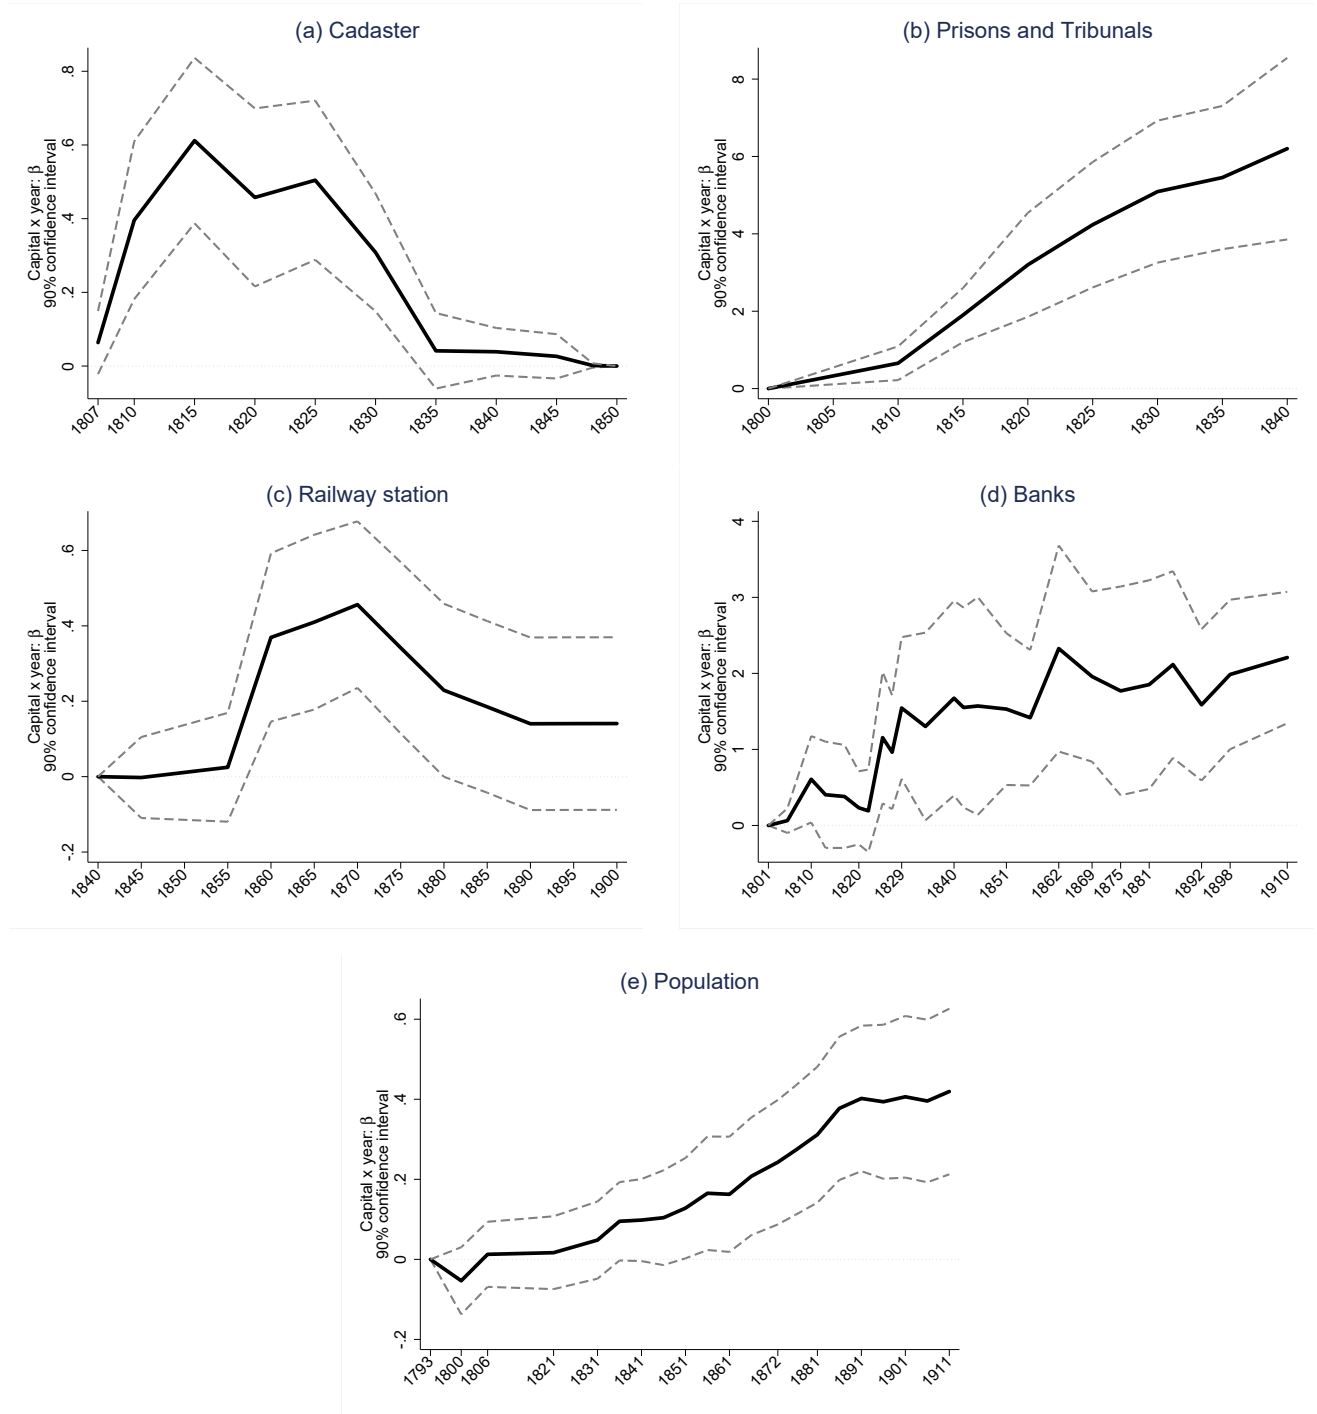 (a) Cadaster
Capital x year: β
90% confidence interval
.8
.6
.4
.2
0
1807 1810 1815 1820 1825 1830 1835 1840 1845 1850
(b) Prisons and Tribunals
Capital x year: β
90% confidence interval
8
6
4
2
0
1800 1805 1810 1815 1820 1825 1830 1835 1840
(c) Railway station
Capital x year: β
90% confidence interval
.6
.4
.2
0
-.2
1840 1845 1850 1855 1860 1865 1870 1875 1880 1885 1890 1895 1900
(d) Banks
Capital x year: β
90% confidence interval
4
3
2
1
0
1801 1810 1820 1829 1840 1851 1862 1869 1875 1881 1892 1898 1910
(e) Population
Capital x year: β
90% confidence interval
.6
.4
.2
0
-.2
1793 1800 1806 1821 1831 1841 1851 1861 1872 1881 1891 1901 1911